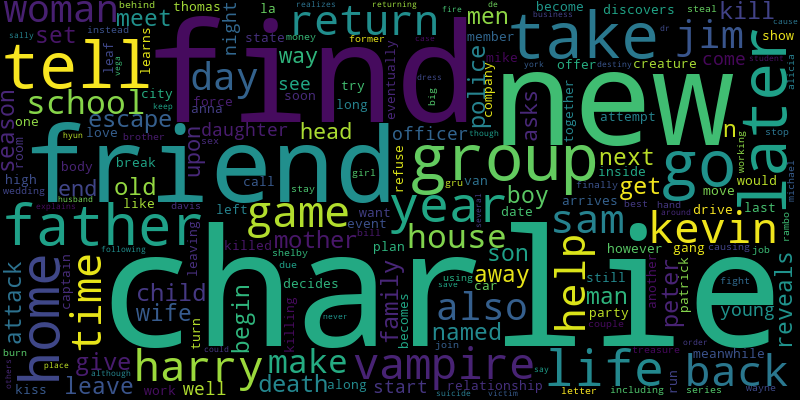 woman
behind
thomas
la
find
return
men
become
discovers
steal
kill
realizes
returning
fire
de
cause
meet
night
set
learns
instead
state
money
former
member
mike
business
dr
sally
take
jim
show
leaf
tell
way
police
company
new
york
destiny
alicia
come
vega
day
force
see
eventually
case
offer
creature
student
season
school
city
keep
anna
soon
try
dress
big
asks
together
attempt
later
escape
long
though
one
hyun
love
brother
upon
daughter
head
officer
n
stop
room
friend
body
sex
girl
refuse
group
next
inside
go
working
would
michael
high
break
call
stay
gru
van
finally
get
move
wedding
husband
end
old
boy
arrives
best
hand
drive
last
father
like
davis
left
game
want
year
several
date
sam
around
kevin
rambo
explains
leaving
event
bill
following
killed
mother
plan
house
however
gang
causing
job
home
captain
charlie
shelby
son
help
another
patrick
reveals
attack
time
due
family
away
still
peter
fight
child
decides
using
car
man
young
wife
begin
killing
becomes
also
save
party
couple
turn
never
named
join
order
burn
could
harry
make
vampire
say
life
treasure
meanwhile
back
others
place
although
give
run
wayne
kiss
leave
work
well
death
along
start
relationship
suicide
victim
letter
including
series